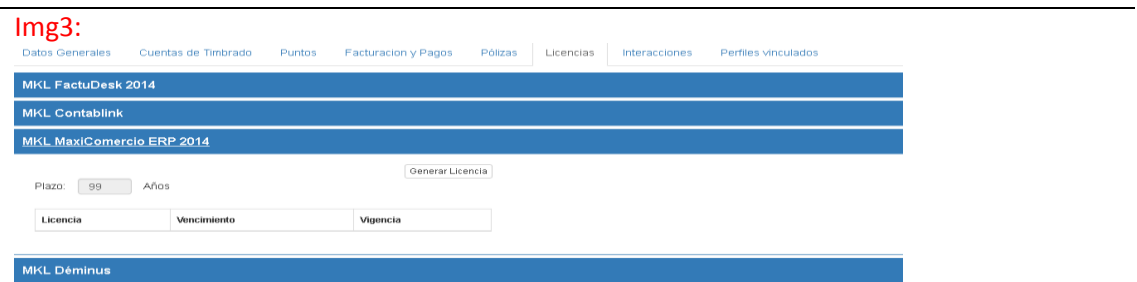 Img3:
Datos Generales Cuentas de Timbrado Puntos Facturacion y Pagos Pólizas Licencias Interacciones Perfiles vinculados
MKL FactuDesk 2014
MKL Contablink
MKL MaxiComercio ERP 2014
Generar Licencia
Plazo: 99 Años
Licencia Vencimiento Vigencia
MKL Déminus